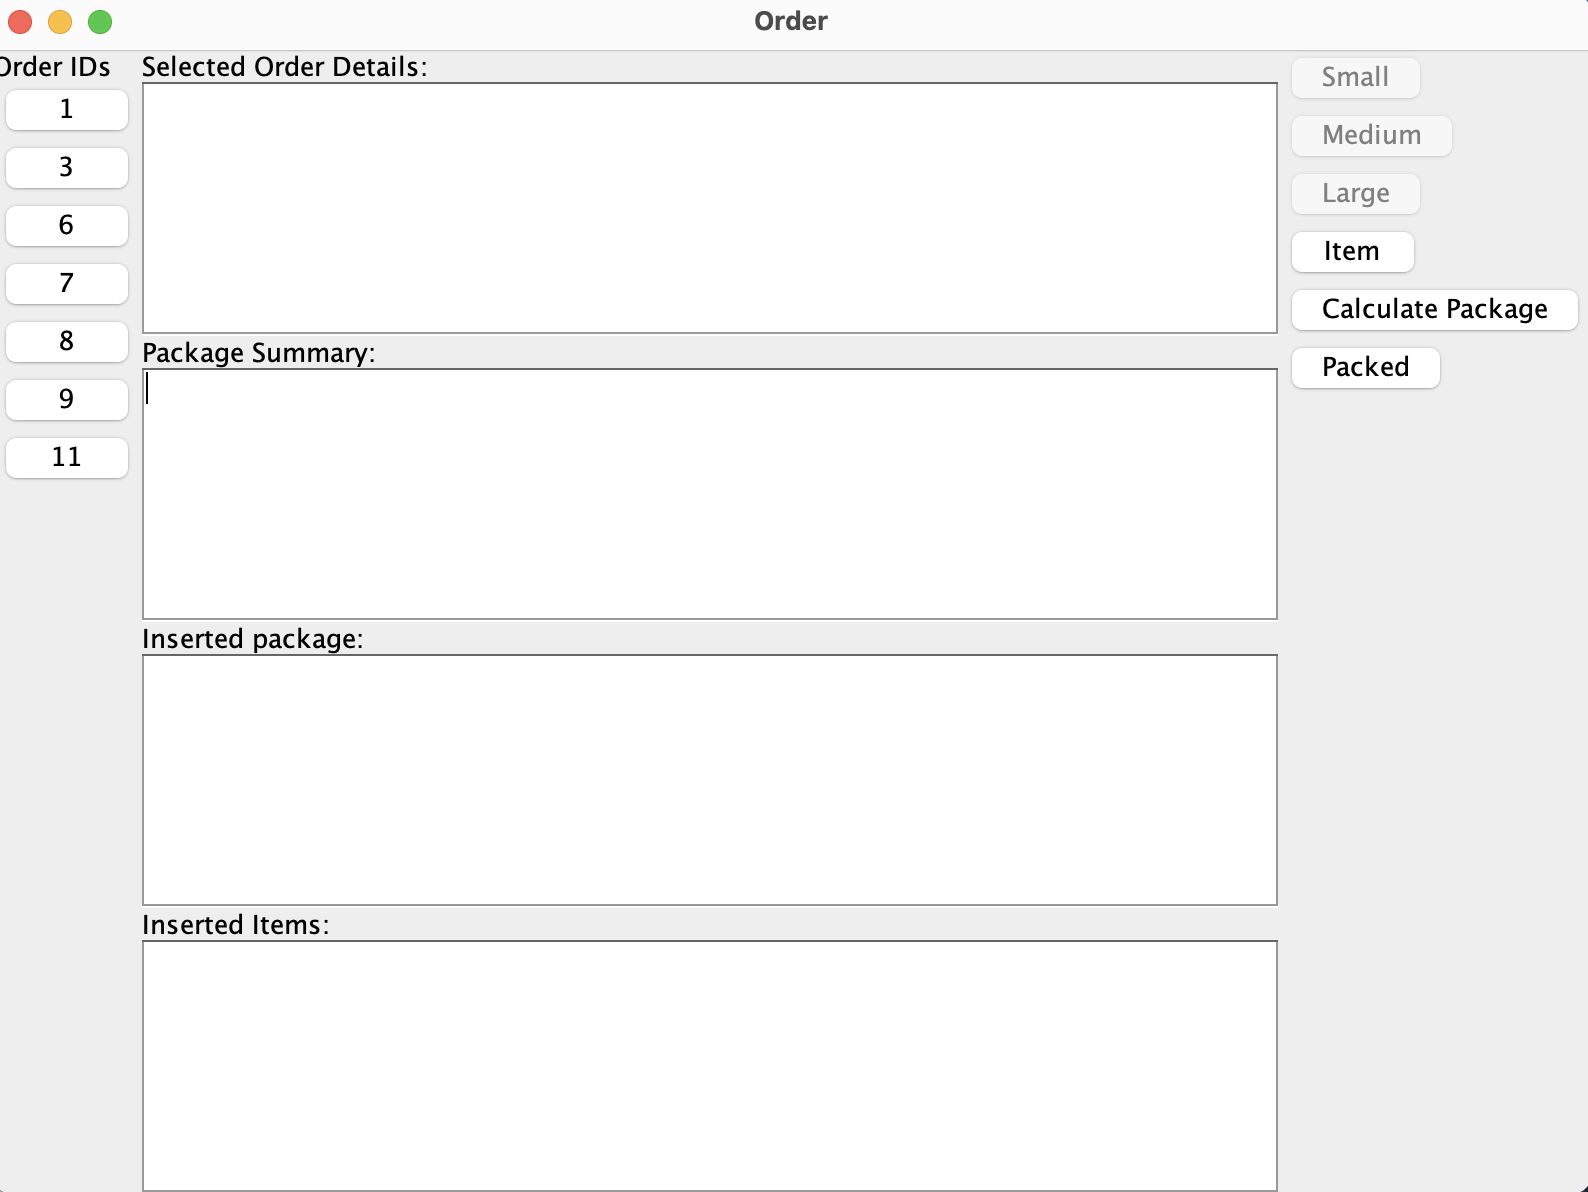 Order
Order IDs
1
3
6
7
8
9
11
Selected Order Details:
Package Summary:
Inserted package:
Inserted Items:
Small
Medium
Large
Item
Calculate Package
Packed